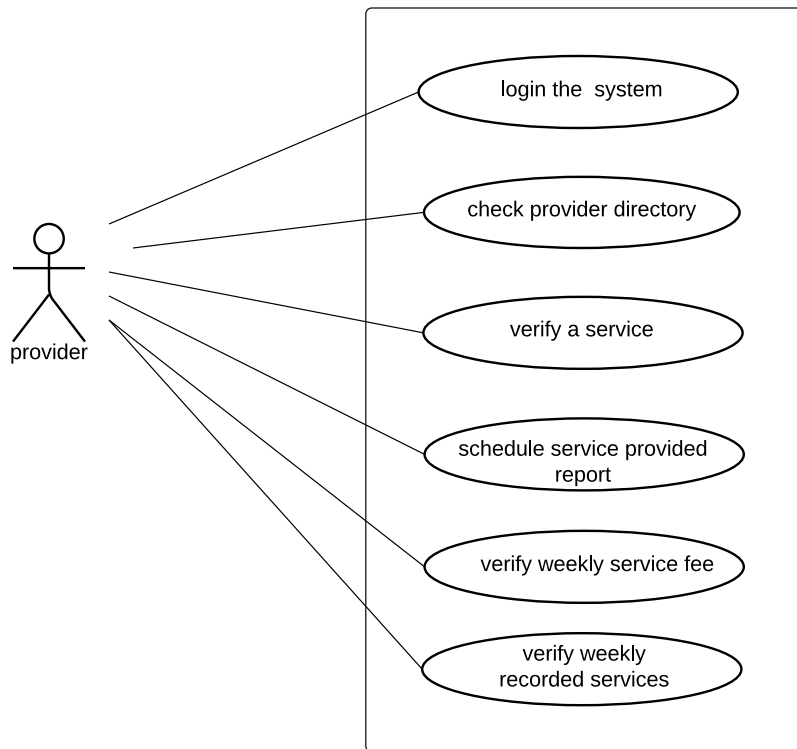 login the  system
check provider directory
verify a service
provider
schedule service provided
report
verify weekly service fee
verify weekly
recorded services